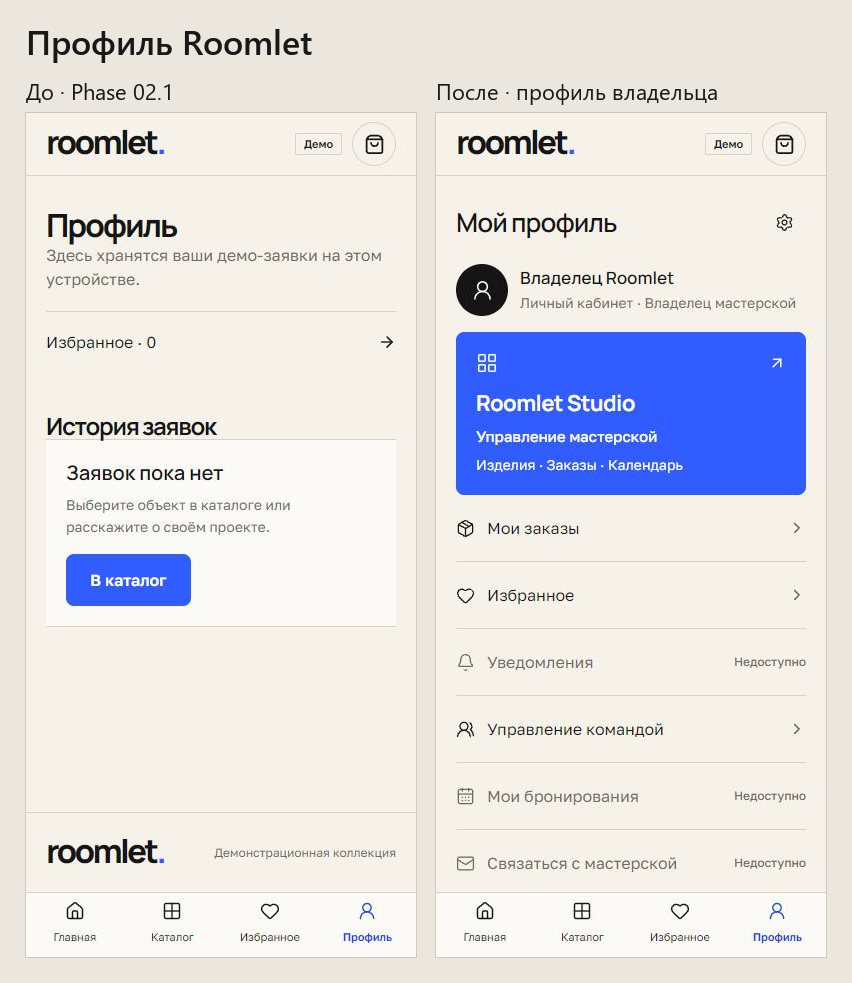 Профиль Roomlet
До · Phase 02.1
roomlet.
Демо
Профиль
Здесь хранятся ваши демо-заявки на этом
устройстве.
Избранное · 0
История заявок
Заявок пока нет
Выберите объект в каталоге или
расскажите о своём проекте.
В каталог
roomlet.
Демонстрационная коллекция
Главная
Каталог
Избранное
Профиль
После · профиль владельца
roomlet.
Демо
Мой профиль
Владелец Roomlet
Личный кабинет · Владелец мастерской
Roomlet Studio
Управление мастерской
Изделия · Заказы · Календарь
Мои заказы
Избранное
Уведомления
Недоступно
Управление командой
Мои бронирования
Недоступно
Связаться с мастерской
Недоступно
Главная
Каталог
Избранное
Профиль